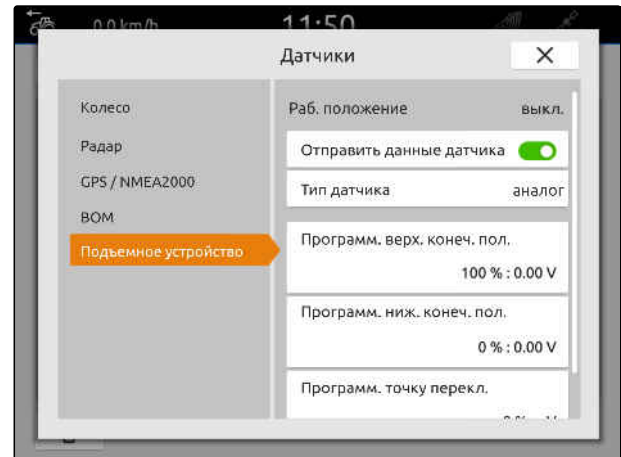 0.0 km/h
11:50
Датчики
Колесо
Радар
GPS / NMEA2000
ВОМ
Подъемное устройство
Раб. положение выкл.
Отправить данные датчика
Тип датчика аналог
Программ. верх. конеч. пол.
100 % : 0.00 V
Программ. ниж. конеч. пол.
0 % : 0.00 V
Программ. точку перекл.